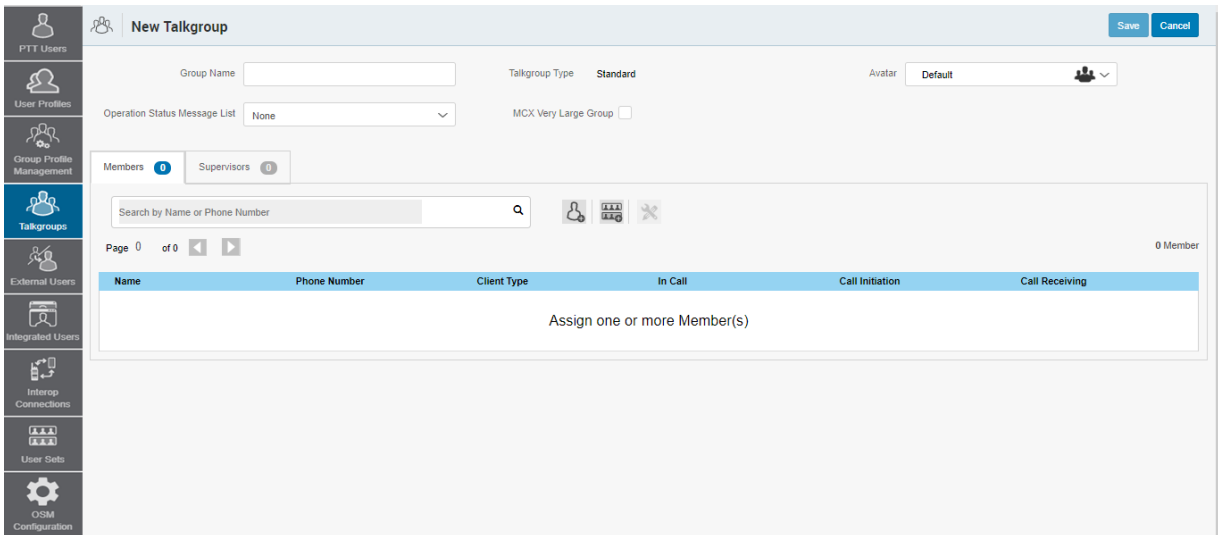 PTT Users
User Profiles
Group Profile
Management
Talkgroups
External Users
Integrated Users
Interop
Connections
User Sets
OSM
Configuration
New Talkgroup
Save
Cancel
Group Name
Talkgroup Type
Standard
Avatar
Default
Operation Status Message List
None
MCX Very Large Group
Members 0
Supervisors 0
Search by Name or Phone Number
Page 0 of 0
0 Member
Name Phone Number Client Type In Call Call Initiation Call Receiving
Assign one or more Member(s)